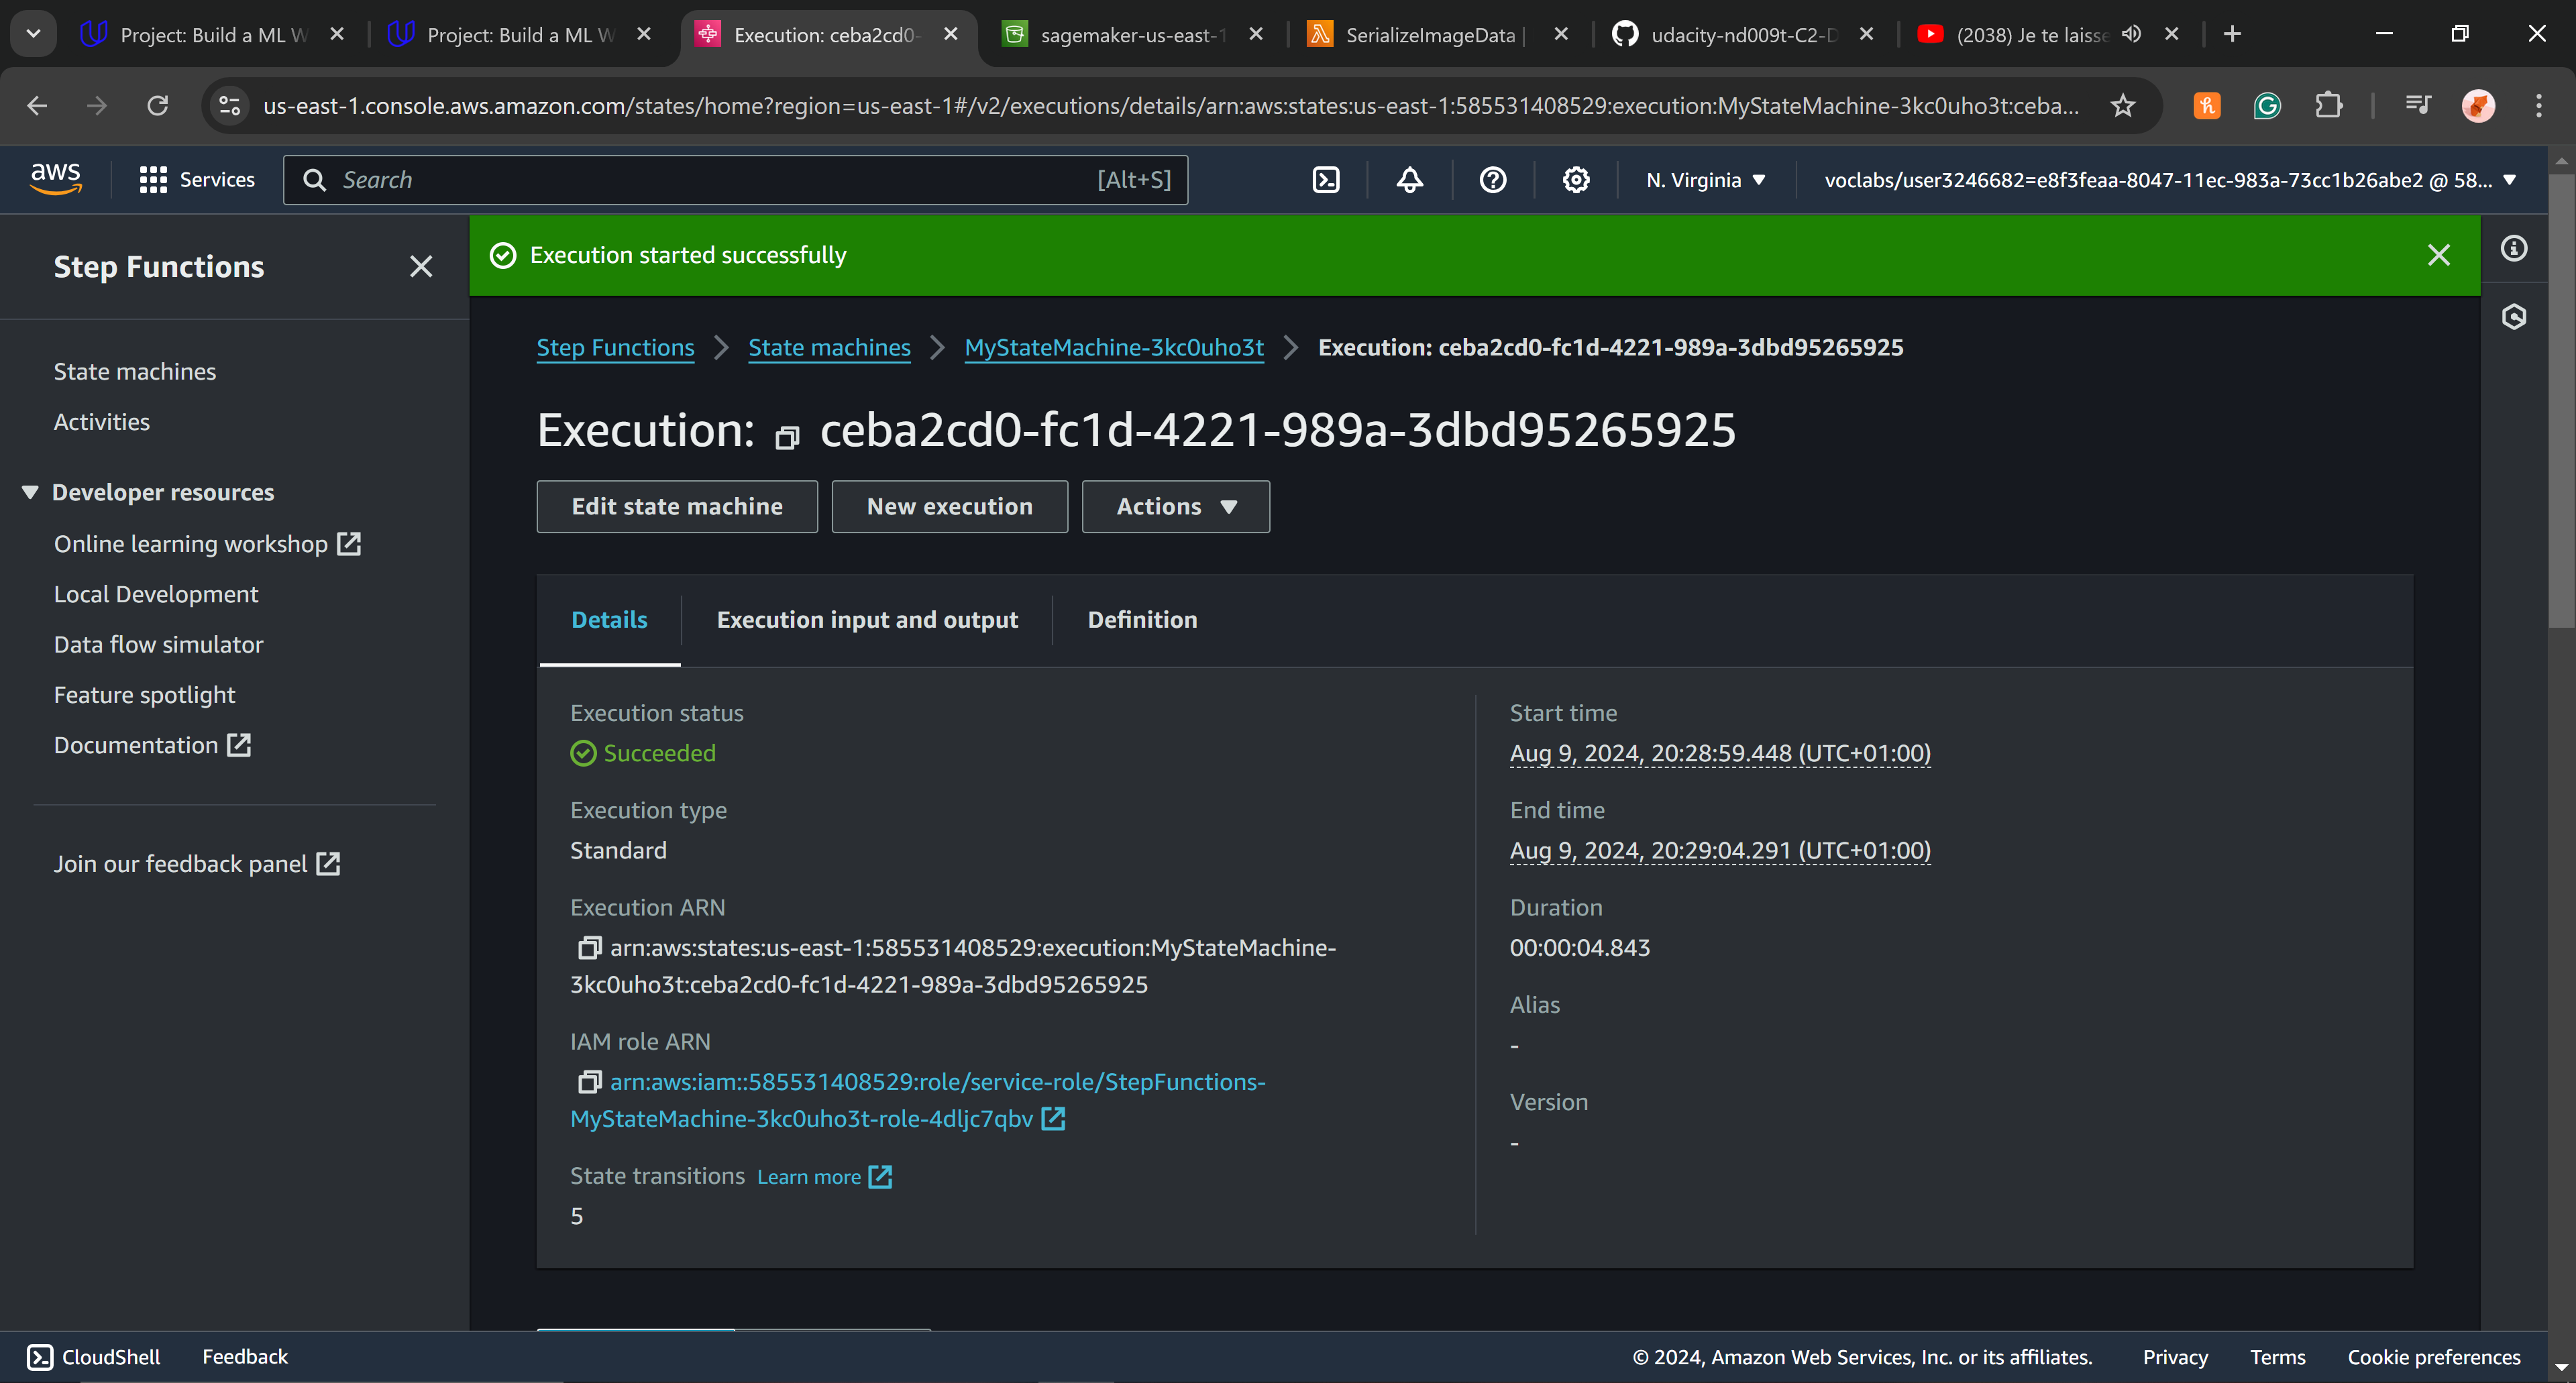 Project: Build a ML W
Project: Build a ML W
Execution: ceba2cd0-
sagemaker-us-east-1
SerializeImageData |
udacity-nd009t-C2-D
(2038) Je te laisse
us-east-1.console.aws.amazon.com/states/home?region=us-east-1#/v2/executions/details/arn:aws:states:us-east-1:585531408529:execution:MyStateMachine-3kc0uho3t:ceba...
aws
Services
Search
[Alt+S]
N. Virginia
voclabs/user3246682=e8f3feaa-8047-11ec-983a-73cc1b26abe2 @ 58...
Step Functions
State machines
Activities
Developer resources
Online learning workshop
Local Development
Data flow simulator
Feature spotlight
Documentation
Join our feedback panel
Execution started successfully
Step Functions
State machines
MyStateMachine-3kc0uho3t
Execution: ceba2cd0-fc1d-4221-989a-3dbd95265925
Execution: ceba2cd0-fc1d-4221-989a-3dbd95265925
Edit state machine
New execution
Actions
Details
Execution input and output
Definition
Execution status
Succeeded
Execution type
Standard
Execution ARN
arn:aws:states:us-east-1:585531408529:execution:MyStateMachine-
3kc0uho3t:ceba2cd0-fc1d-4221-989a-3dbd95265925
IAM role ARN
arn:aws:iam::585531408529:role/service-role/StepFunctions-
MyStateMachine-3kc0uho3t-role-4dljc7qbv
State transitions Learn more
5
Start time
Aug 9, 2024, 20:28:59.448 (UTC+01:00)
End time
Aug 9, 2024, 20:29:04.291 (UTC+01:00)
Duration
00:00:04.843
Alias
-
Version
-
CloudShell
Feedback
© 2024, Amazon Web Services, Inc. or its affiliates.
Privacy
Terms
Cookie preferences